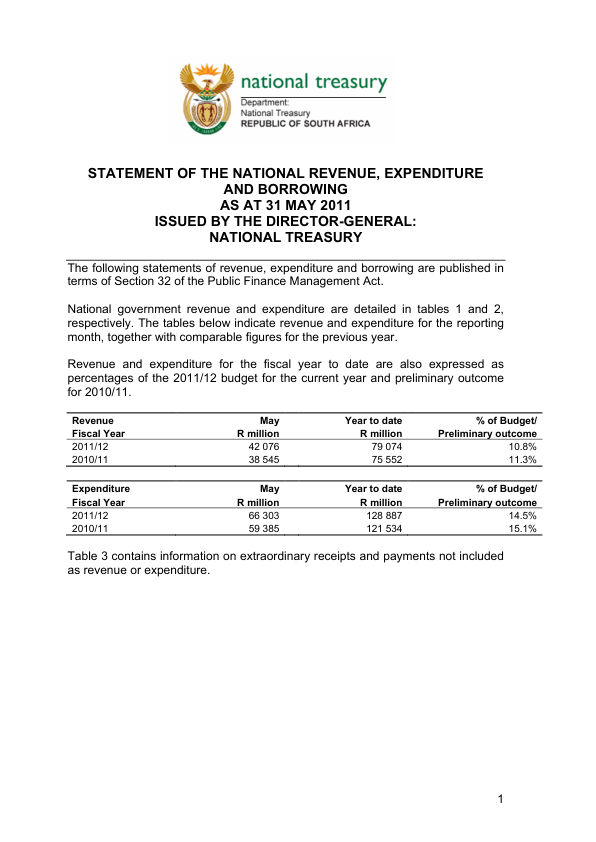 national treasury
Department:
National Treasury
REPUBLIC OF SOUTH AFRICA
STATEMENT OF THE NATIONAL REVENUE, EXPENDITURE
AND BORROWING
AS AT 31 MAY 2011
ISSUED BY THE DIRECTOR-GENERAL:
NATIONAL TREASURY
The following statements of revenue, expenditure and borrowing are published in
terms of Section 32 of the Public Finance Management Act.
National government revenue and expenditure are detailed in tables 1 and 2,
respectively. The tables below indicate revenue and expenditure for the reporting
month, together with comparable figures for the previous year.
Revenue and expenditure for the fiscal year to date are also expressed as
percentages of the 2011/12 budget for the current year and preliminary outcome
for 2010/11.
Revenue May Year to date % of Budget/
Fiscal Year R million R million Preliminary outcome
2011/12 42 076 79 074 10.8%
2010/11 38 545 75 552 11.3%
Expenditure May Year to date % of Budget/
Fiscal Year R million R million Preliminary outcome
2011/12 66 303 128 887 14.5%
2010/11 59 385 121 534 15.1%
Table 3 contains information on extraordinary receipts and payments not included
as revenue or expenditure.
1